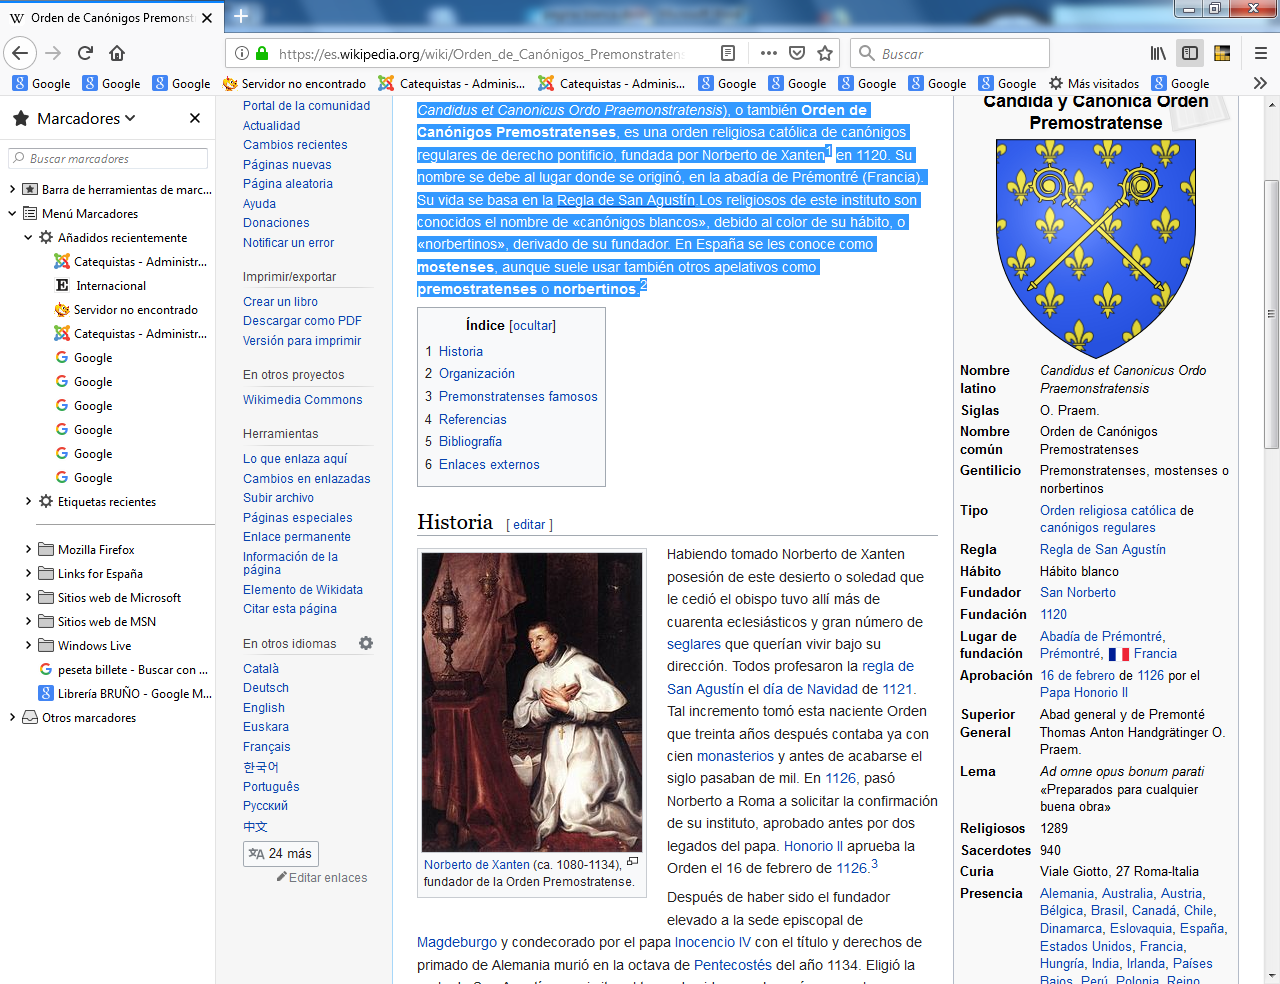 Orden de Canónigos Premonst
https://es.wikipedia.org/wiki/Orden_de_Canónigos_Premonstratens
Buscar
Google
Google
Google
Servidor no encontrado
Catequistas - Adminis...
Catequistas - Adminis...
Google
Google
Google
Google
Google
Más visitados
Google
Marcadores
Buscar marcadores
Barra de herramientas de marc...
Menú Marcadores
Añadidos recientemente
Catequistas - Administr...
Internacional
Servidor no encontrado
Catequistas - Administr...
Google
Google
Google
Google
Google
Google
Etiquetas recientes
Mozilla Firefox
Links for España
Sitios web de Microsoft
Sitios web de MSN
Windows Live
peseta billete - Buscar con ...
Librería BRUÑO - Google M...
Otros marcadores
Portal de la comunidad
Actualidad
Cambios recientes
Páginas nuevas
Página aleatoria
Ayuda
Donaciones
Notificar un error
Imprimir/exportar
Crear un libro
Descargar como PDF
Versión para imprimir
En otros proyectos
Wikimedia Commons
Herramientas
Lo que enlaza aquí
Cambios en enlazadas
Subir archivo
Páginas especiales
Enlace permanente
Información de la
página
Elemento de Wikidata
Citar esta página
En otros idiomas
Català
Deutsch
English
Euskara
Français
한국어
Português
Русский
中文
24 más
Editar enlaces
Candidus et Canonicus Ordo Praemonstratensis), o también Orden de
Canónigos Premostratenses, es una orden religiosa católica de canónigos
regulares de derecho pontificio, fundada por Norberto de Xanten1 en 1120. Su
nombre se debe al lugar donde se originó, en la abadía de Prémontré (Francia).
Su vida se basa en la Regla de San Agustín.Los religiosos de este instituto son
conocidos el nombre de «canónigos blancos», debido al color de su hábito, o
«norbertinos», derivado de su fundador. En España se les conoce como
mostenses, aunque suele usar también otros apelativos como
premostratenses o norbertinos.2
Índice [ocultar]
1 Historia
2 Organización
3 Premonstratenses famosos
4 Referencias
5 Bibliografía
6 Enlaces externos
Historia [ editar ]
Norberto de Xanten (ca. 1080-1134),
fundador de la Orden Premostratense.
Habiendo tomado Norberto de Xanten
posesión de este desierto o soledad que
le cedió el obispo tuvo allí más de
cuarenta eclesiásticos y gran número de
seglares que querían vivir bajo su
dirección. Todos profesaron la regla de
San Agustín el día de Navidad de 1121.
Tal incremento tomó esta naciente Orden
que treinta años después contaba ya con
cien monasterios y antes de acabarse el
siglo pasaban de mil. En 1126, pasó
Norberto a Roma a solicitar la confirmación
de su instituto, aprobado antes por dos
legados del papa. Honorio II aprueba la
Orden el 16 de febrero de 1126.3
Después de haber sido el fundador
elevado a la sede episcopal de
Magdeburgo y condecorado por el papa Inocencio IV con el título y derechos de
primado de Alemania murió en la octava de Pentecostés del año 1134. Eligió la
Candida y Canónica Orden
Premostratense
Nombre latino Candidus et Canonicus Ordo
Praemonstratensis
Siglas O. Praem.
Nombre común Orden de Canónigos
Premostratenses
Gentilicio Premonstratenses, mostenses o
norbertinos
Tipo Orden religiosa católica de
canónigos regulares
Regla Regla de San Agustín
Hábito Hábito blanco
Fundador San Norberto
Fundación 1120
Lugar de fundación Abadía de Prémontré,
Prémontré, Francia
Aprobación 16 de febrero de 1126 por el
Papa Honorio II
Superior General Abad general y de Premonté
Thomas Anton Handgrätinger O.
Praem.
Lema Ad omne opus bonum parati
«Preparados para cualquier
buena obra»
Religiosos 1289
Sacerdotes 940
Curia Viale Giotto, 27 Roma-Italia
Presencia Alemania, Australia, Austria,
Bélgica, Brasil, Canadá, Chile,
Dinamarca, Eslovaquia, España,
Estados Unidos, Francia,
Hungría, India, Irlanda, Países
Bajos, Perú, Polonia, Reino